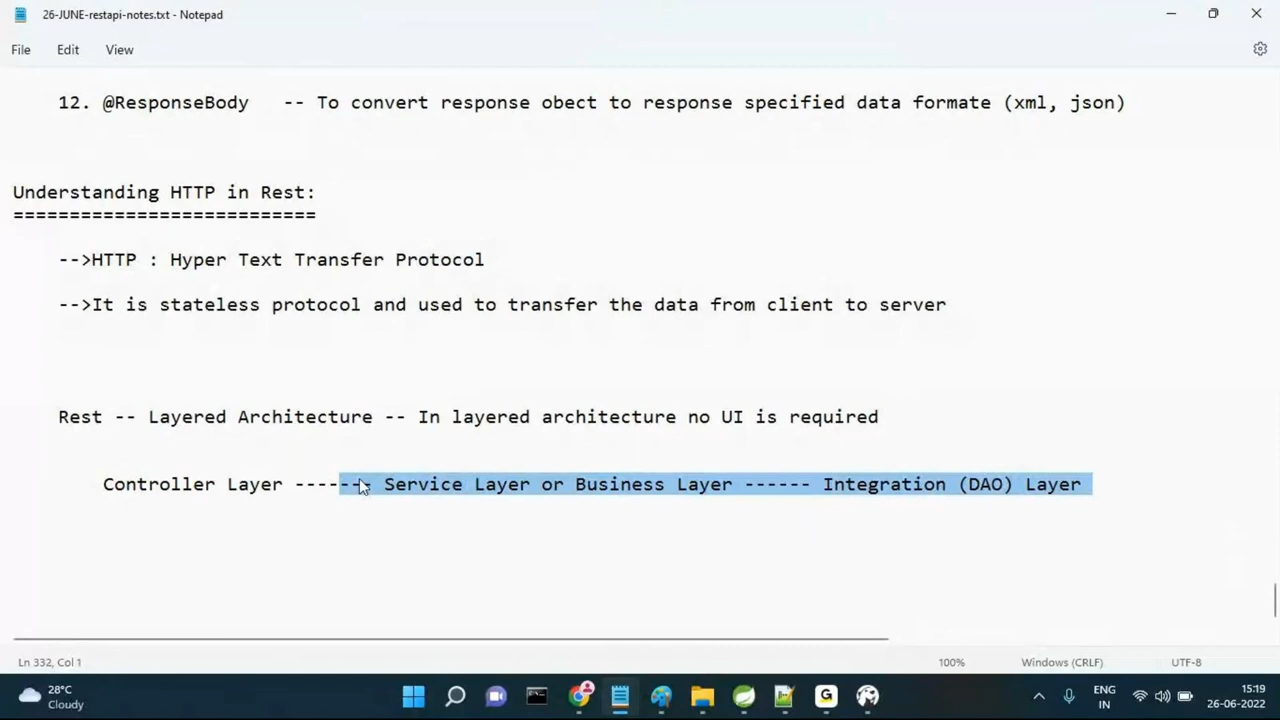 26-JUNE-restapi-notes.txt - Notepad
File Edit View
12. @ResponseBody -- To convert response obect to response specified data formate (xml, json)
Understanding HTTP in Rest:
===========================
-->HTTP : Hyper Text Transfer Protocol
-->It is stateless protocol and used to transfer the data from client to server
Rest -- Layered Architecture -- In layered architecture no UI is required
Controller Layer ------- Service Layer or Business Layer ------ Integration (DAO) Layer
Ln 332, Col 1 100% Windows (CRLF) UTF-8
28°C
Cloudy
ENG
IN
15:19
26-06-2022